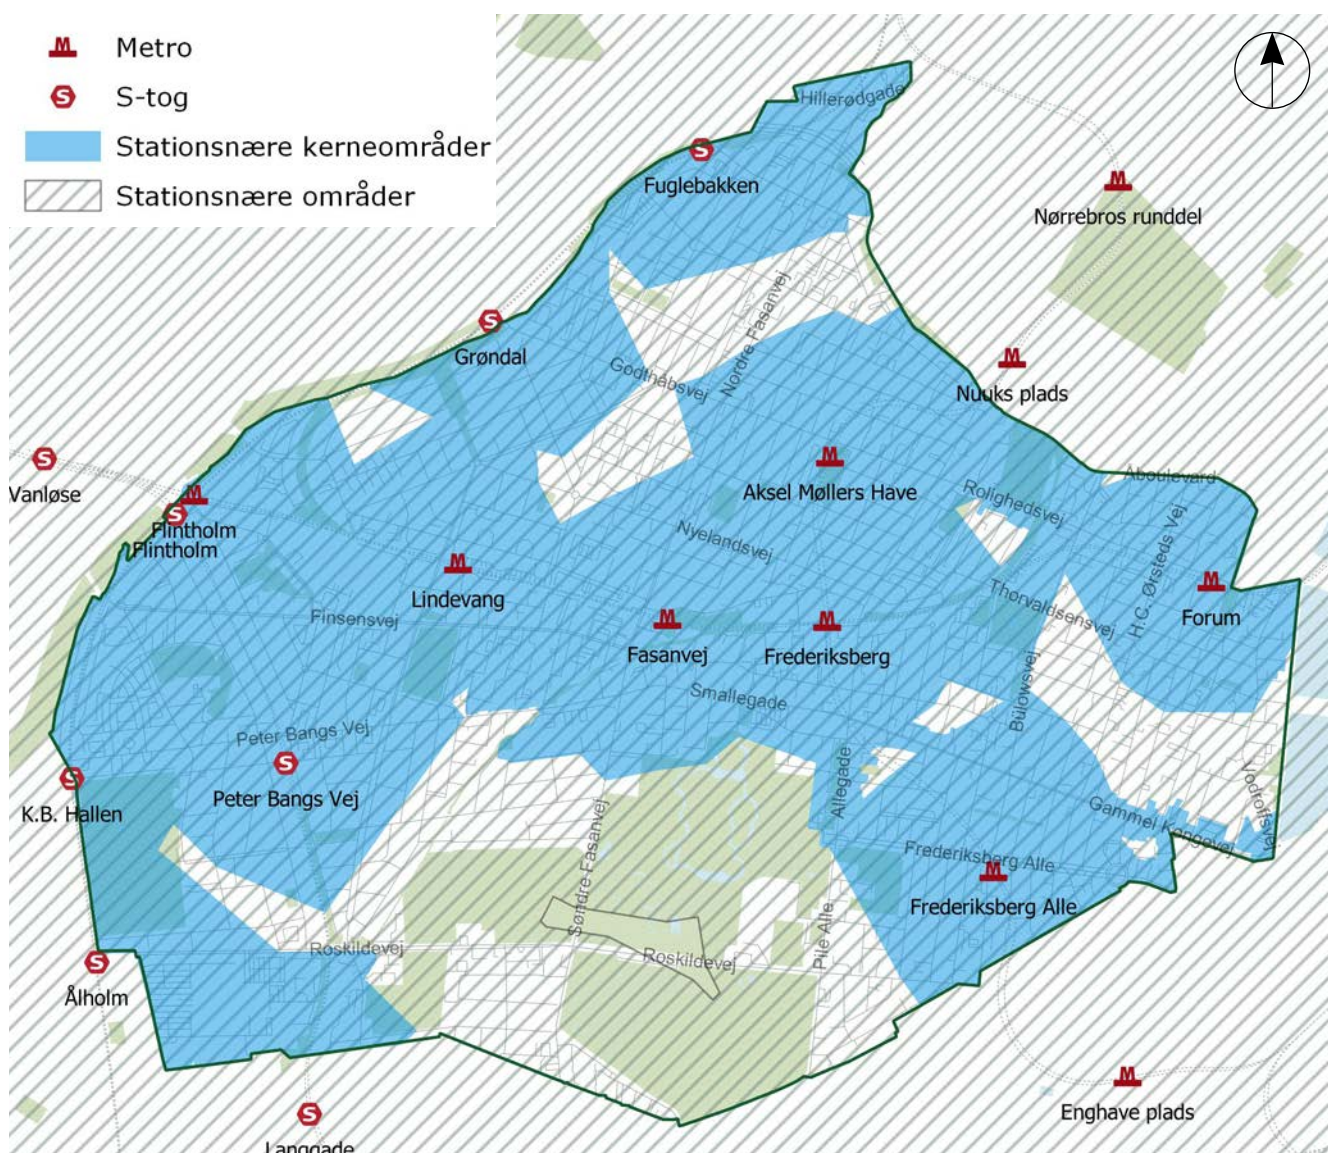 Metro
S-tog
Stationsnære kerneområder
Stationsnære områder
Hillerødgade
Fuglebakken
Nørrebros runddel
Nordre Fasanvej
Grøndal
Godthåbsvej
Nuuks plads
Vanløse
Aksel Møllers Have
Åboulevard
Rolighedsvej
Flintholm
Flintholm
Nyelandsvej
H.C. Ørsteds Vej
Lindevang
Thorvaldsensvej
Finsensvej
Forum
Fasanvej
Frederiksberg
Smallegade
Bülowsvej
Peter Bangs Vej
Peter Bangs Vej
K.B. Hallen
Allegade
Vodroffsvej
Gammel Kongevej
Frederiksberg Alle
Søndre Fasanvej
Frederiksberg Alle
Pile Alle
Roskildevej
Roskildevej
Ålholm
Enghave plads
Langgade